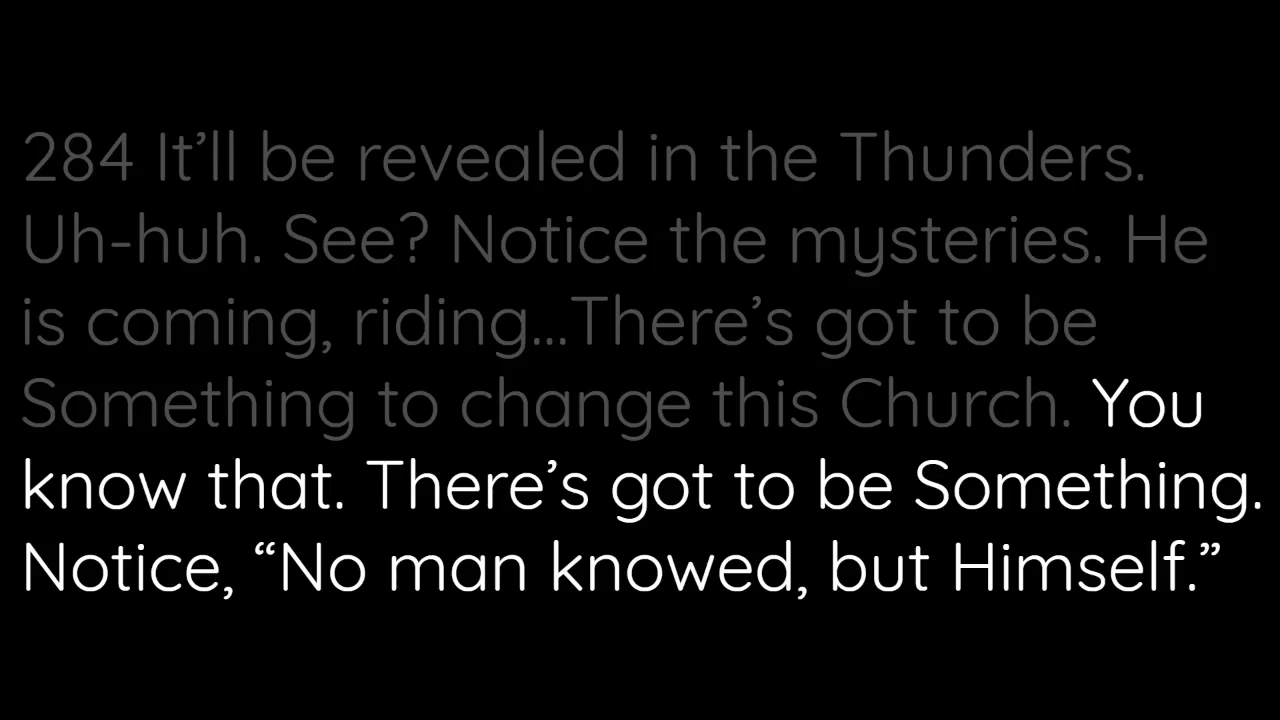 284 It’ll be revealed in the Thunders.
Uh-huh. See? Notice the mysteries. He
is coming, riding...There’s got to be
Something to change this Church. You
know that. There’s got to be Something.
Notice, “No man knowed, but Himself.”